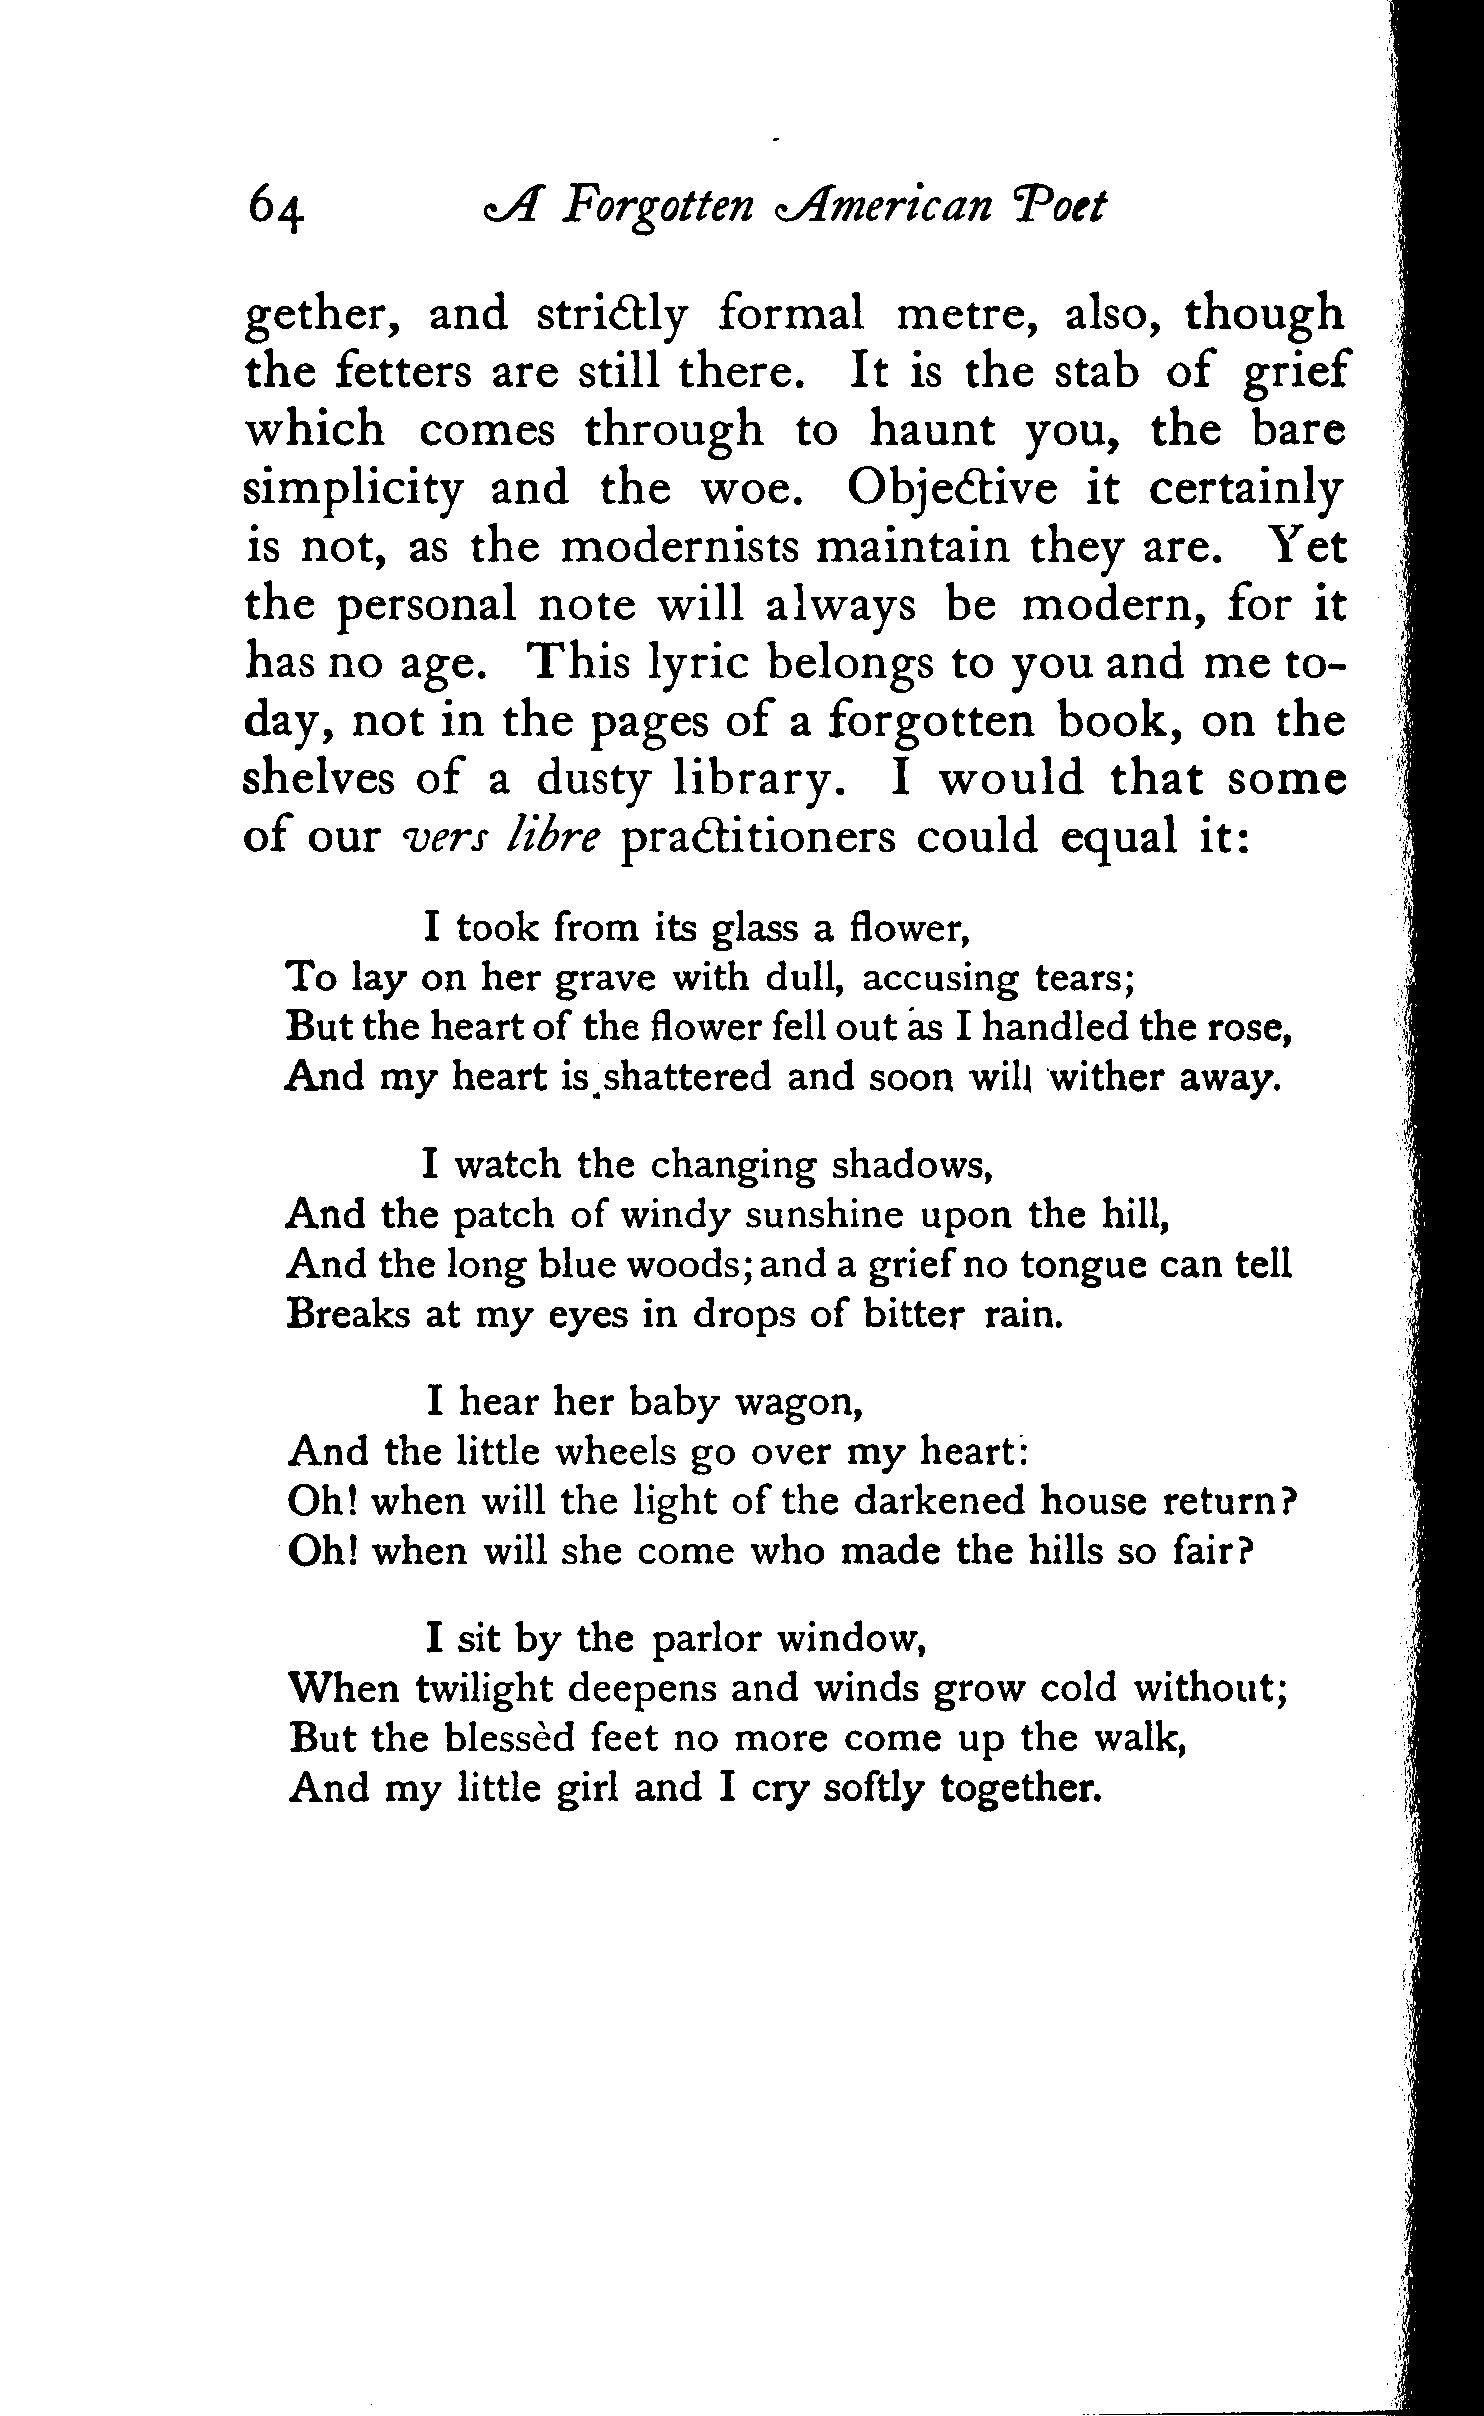 64 A Forgotten American Poet
gether, and strictly formal metre, also, though
the fetters are still there. It is the stab of grief
which comes through to haunt you, the bare
simplicity and the woe. Objective it certainly
is not, as the modernists maintain they are. Yet
the personal note will always be modern, for it
has no age. This lyric belongs to you and me to-
day, not in the pages of a forgotten book, on the
shelves of a dusty library. I would that some
of our vers libre practitioners could equal it:
I took from its glass a flower,
To lay on her grave with dull, accusing tears;
But the heart of the flower fell out as I handled the rose,
And my heart is shattered and soon will wither away.
I watch the changing shadows,
And the patch of windy sunshine upon the hill,
And the long blue woods; and a grief no tongue can tell
Breaks at my eyes in drops of bitter rain.
I hear her baby wagon,
And the little wheels go over my heart:
Oh! when will the light of the darkened house return?
Oh! when will she come who made the hills so fair?
I sit by the parlor window,
When twilight deepens and winds grow cold without;
But the blessèd feet no more come up the walk,
And my little girl and I cry softly together.